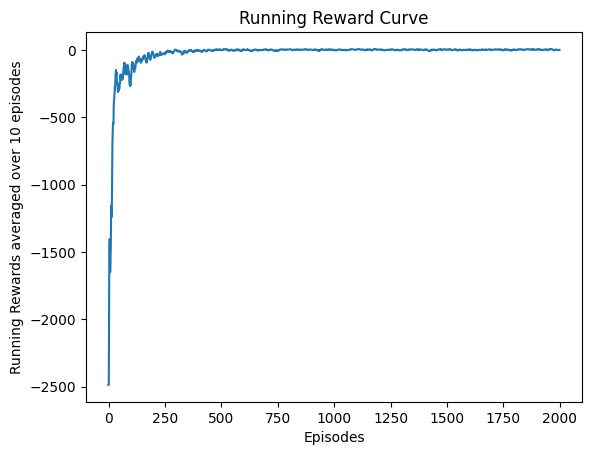 Running Reward Curve
Running Rewards averaged over 10 episodes
0
−500
−1000
−1500
−2000
−2500
0 250 500 750 1000 1250 1500 1750 2000
Episodes